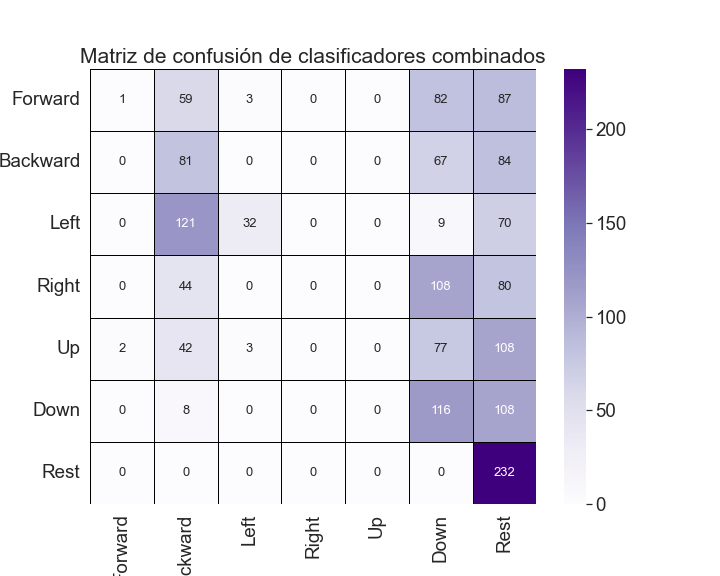 Matriz de confusión de clasificadores combinados
Forward 1 59 3 0 0 82 87
Backward 0 81 0 0 0 67 84
Left 0 121 32 0 0 9 70
Right 0 44 0 0 0 108 80
Up 2 42 3 0 0 77 108
Down 0 8 0 0 0 116 108
Rest 0 0 0 0 0 0 232
Forward ckward Left Right Up Down Rest
200
150
100
50
0